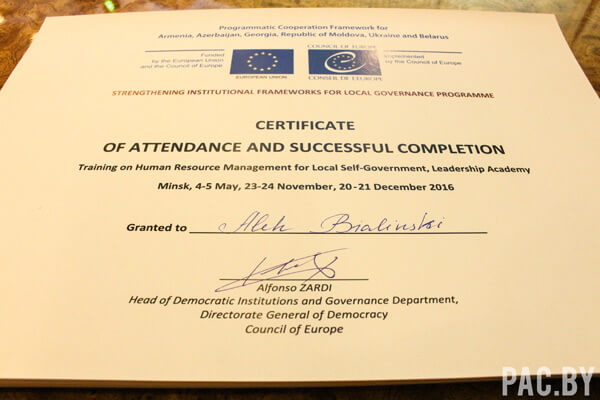 Programmatic Cooperation Framework for
Armenia, Azerbaijan, Georgia, Republic of Moldova, Ukraine and Belarus
Funded
by the European Union
and the Council of Europe
EUROPEAN UNION
COUNCIL OF EUROPE
CONSEIL DE L'EUROPE
Implemented
by the Council of Europe
STRENGTHENING INSTITUTIONAL FRAMEWORKS FOR LOCAL GOVERNANCE PROGRAMME
CERTIFICATE
OF ATTENDANCE AND SUCCESSFUL COMPLETION
Training on Human Resource Management for Local Self-Government, Leadership Academy
Minsk, 4-5 May, 23-24 November, 20-21 December 2016
Granted to Aleh Bialinski
Alfonso ZARDI
Head of Democratic Institutions and Governance Department,
Directorate General of Democracy
Council of Europe
PAC.BY